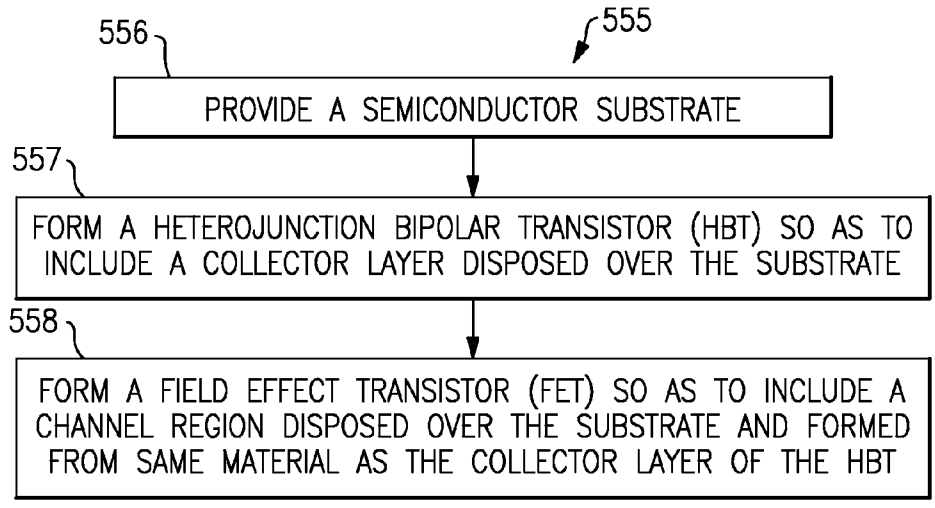 555
556
PROVIDE A SEMICONDUCTOR SUBSTRATE
557
FORM A HETEROJUNCTION BIPOLAR TRANSISTOR (HBT) SO AS TO
INCLUDE A COLLECTOR LAYER DISPOSED OVER THE SUBSTRATE
558
FORM A FIELD EFFECT TRANSISTOR (FET) SO AS TO INCLUDE A
CHANNEL REGION DISPOSED OVER THE SUBSTRATE AND FORMED
FROM SAME MATERIAL AS THE COLLECTOR LAYER OF THE HBT